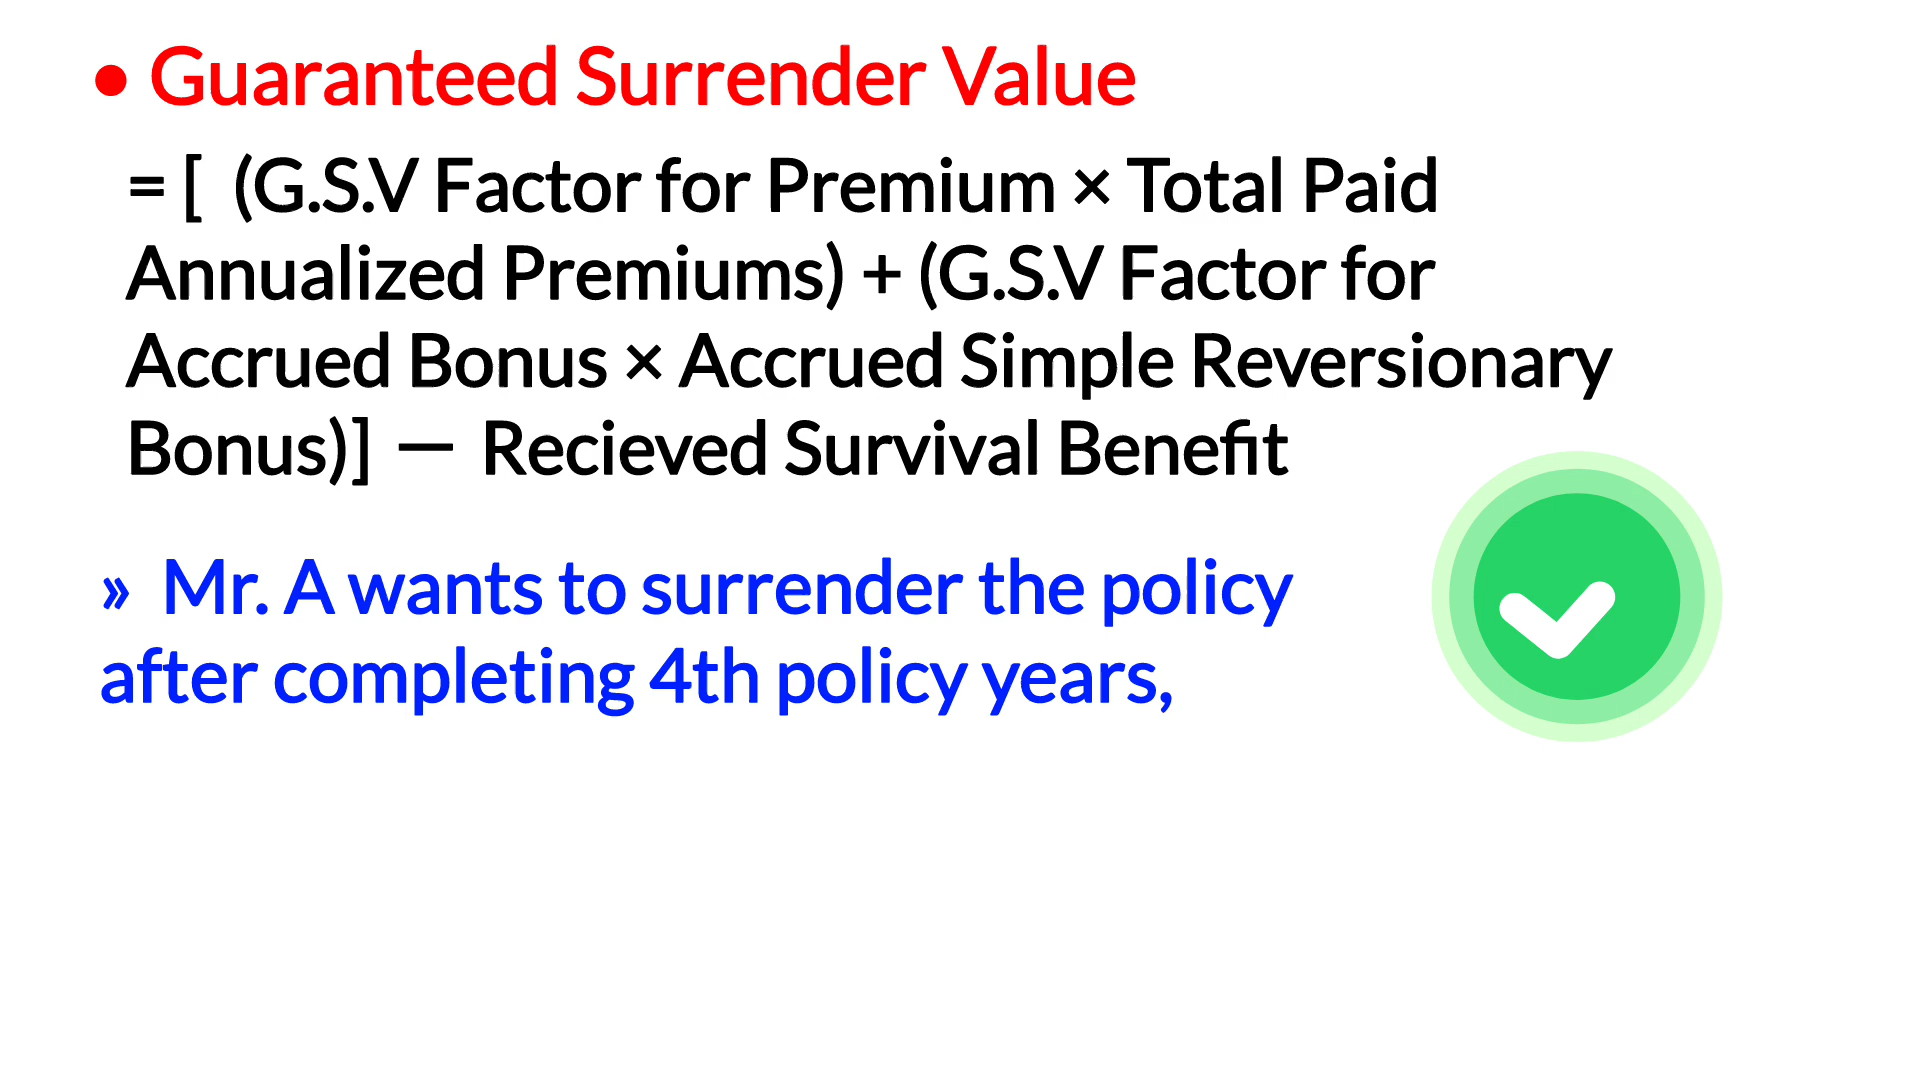 • Guaranteed Surrender Value
= [ (G.S.V Factor for Premium × Total Paid
Annualized Premiums) + (G.S.V Factor for
Accrued Bonus × Accrued Simple Reversionary
Bonus)] — Recieved Survival Benefit
» Mr. A wants to surrender the policy
after completing 4th policy years,